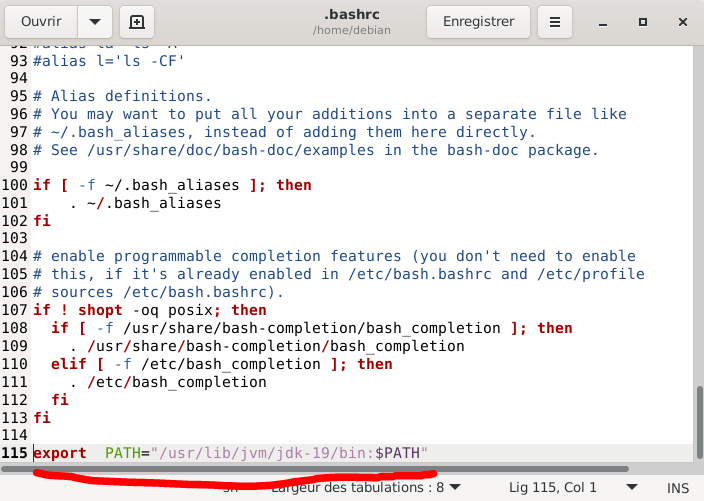 Ouvrir
.bashrc
/home/debian
Enregistrer
93 #alias l='ls -CF'
94
95 # Alias definitions.
96 # You may want to put all your additions into a separate file like
97 # ~/.bash_aliases, instead of adding them here directly.
98 # See /usr/share/doc/bash-doc/examples in the bash-doc package.
99
100 if [ -f ~/.bash_aliases ]; then
101     . ~/.bash_aliases
102 fi
103
104 # enable programmable completion features (you don't need to enable
105 # this, if it's already enabled in /etc/bash.bashrc and /etc/profile
106 # sources /etc/bash.bashrc).
107 if ! shopt -oq posix; then
108   if [ -f /usr/share/bash-completion/bash_completion ]; then
109     . /usr/share/bash-completion/bash_completion
110   elif [ -f /etc/bash_completion ]; then
111     . /etc/bash_completion
112   fi
113 fi
114
115 export  PATH="/usr/lib/jvm/jdk-19/bin:$PATH"
Largeur des tabulations : 8
Lig 115, Col 1
INS